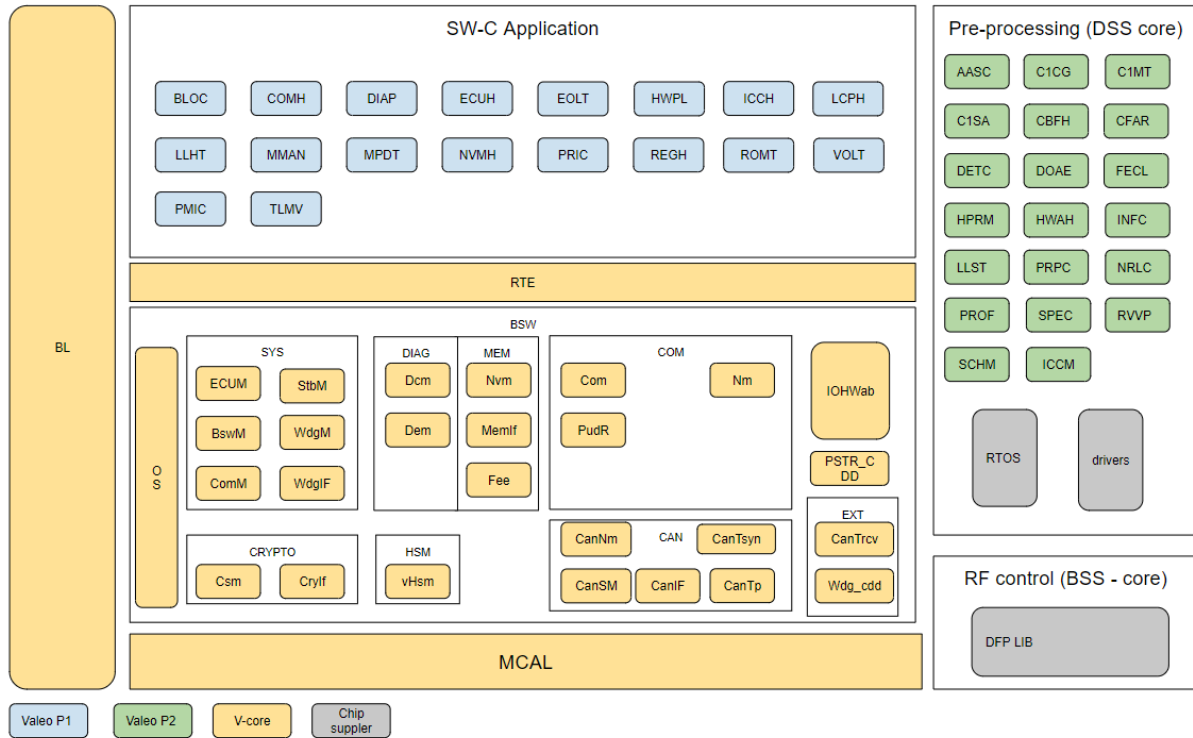 SW-C Application
BLOC COMH DIAP ECUH EOLT HWPL ICCH LCPH
LLHT MMAN MPDT NVMH PRIC REGH ROMT VOLT
PMIC TLMV
BL
RTE
BSW
O
S
SYS
ECUM StbM
BswM WdgM
ComM WdgIF
DIAG
Dcm
Dem
MEM
Nvm
MemIf
Fee
COM
Com Nm
PudR
IOHWab
PSTR_C
DD
CRYPTO
Csm CryIf
HSM
vHsm
CAN
CanNm CanTsyn
CanSM CanIF CanTp
EXT
CanTrcv
Wdg_cdd
MCAL
Pre-processing (DSS core)
AASC C1CG C1MT
C1SA CBFH CFAR
DETC DOAE FECL
HPRM HWAH INFC
LLST PRPC NRLC
PROF SPEC RVVP
SCHM ICCM
RTOS drivers
RF control (BSS - core)
DFP LIB
Valeo P1 Valeo P2 V-core Chip
suppler